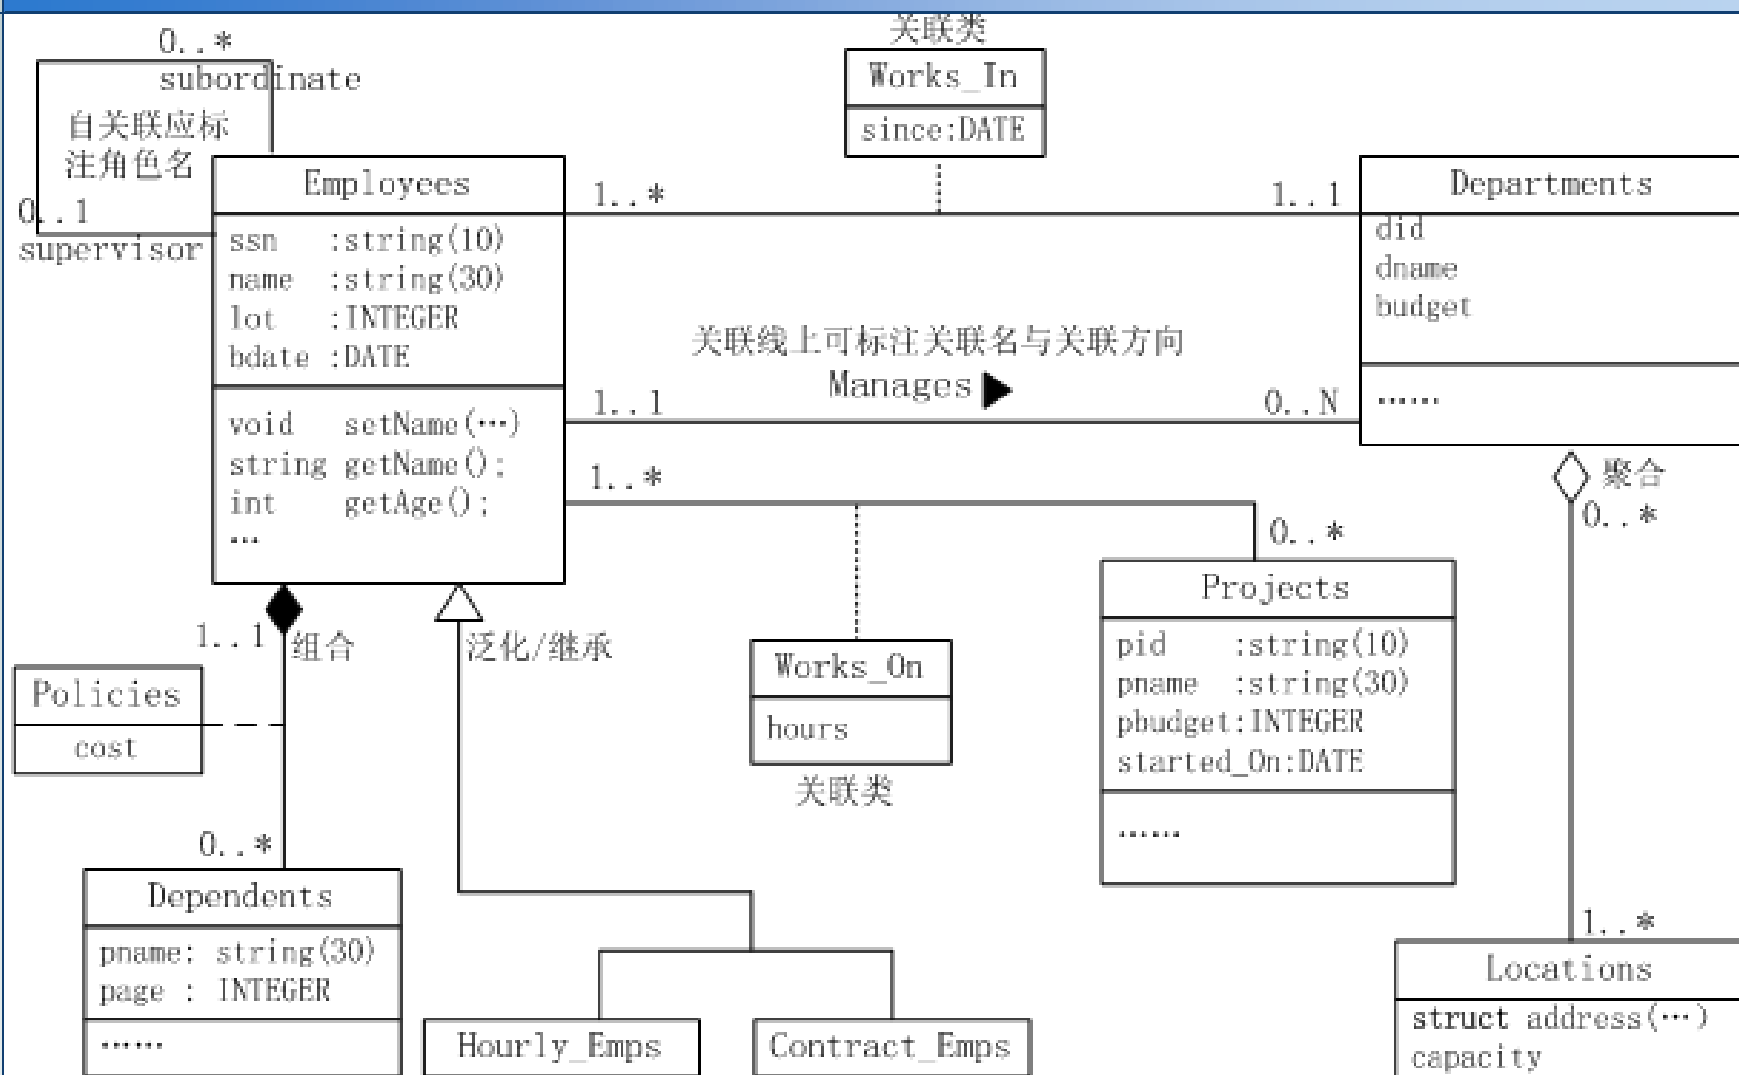 关联类
Works_In
since:DATE
0..*
subordinate
自关联应标
注角色名
0..1
supervisor
Employees
ssn :string(10)
name :string(30)
lot :INTEGER
bdate :DATE
void setName(…)
string getName();
int getAge();
…
1..*
1..1
Departments
did
dname
budget
……
关联线上可标注关联名与关联方向
Manages
1..1
0..N
1..*
0..*
聚合
0..*
Projects
pid :string(10)
pname :string(30)
pbudget:INTEGER
started_On:DATE
……
1..1
组合
泛化/继承
Works_On
hours
关联类
Policies
cost
0..*
Dependents
pname: string(30)
page : INTEGER
……
Hourly_Emps
Contract_Emps
1..*
Locations
struct address(…)
capacity